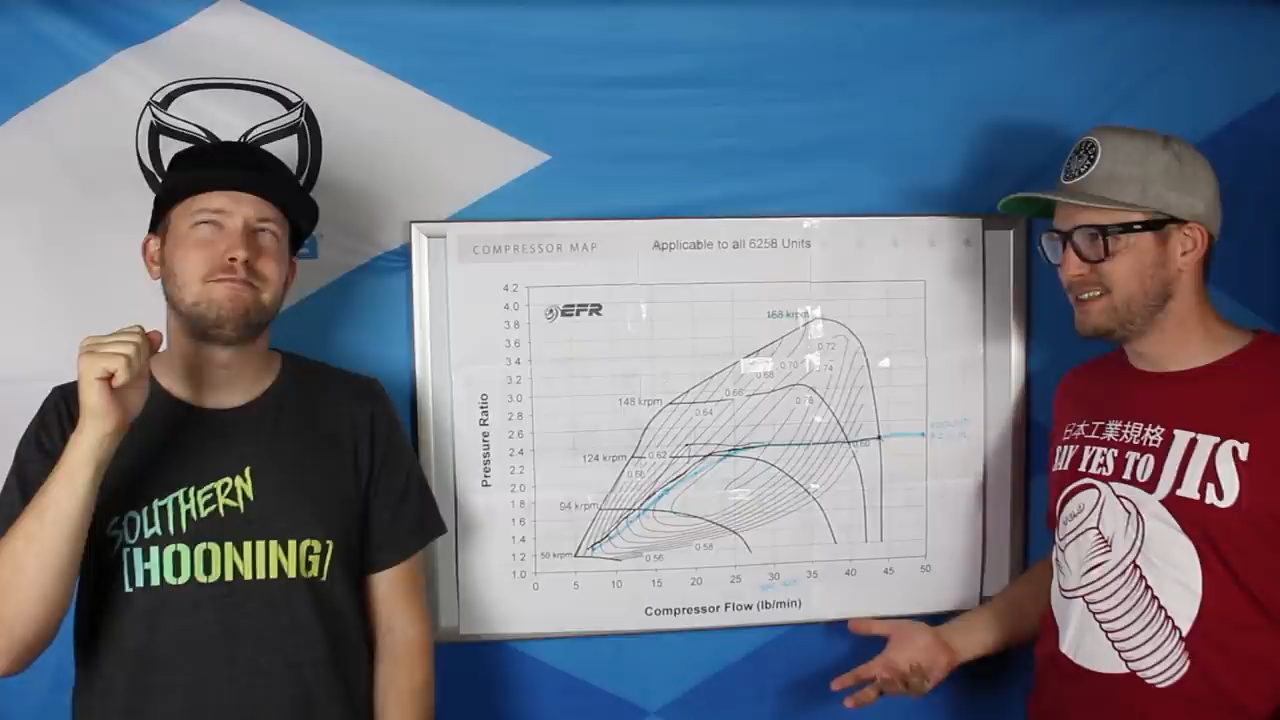 COMPRESSOR MAP
Applicable to all 6258 Units
EFR
4.2
4.0
3.8
3.6
3.4
3.2
3.0
2.8
2.6
2.4
2.2
2.0
1.8
1.6
1.4
1.2
1.0
Pressure Ratio
168 krpm
148 krpm
124 krpm
94 krpm
50 krpm
0.72
0.70
0.74
0.68
0.66
0.76
0.64
0.60
0.62
0.60
0.58
0.56
0 5 10 15 20 25 30 35 40 45 50
Compressor Flow (lb/min)
SOUTHERN
[HOONING]
日本工業規格
SAY YES TO JIS